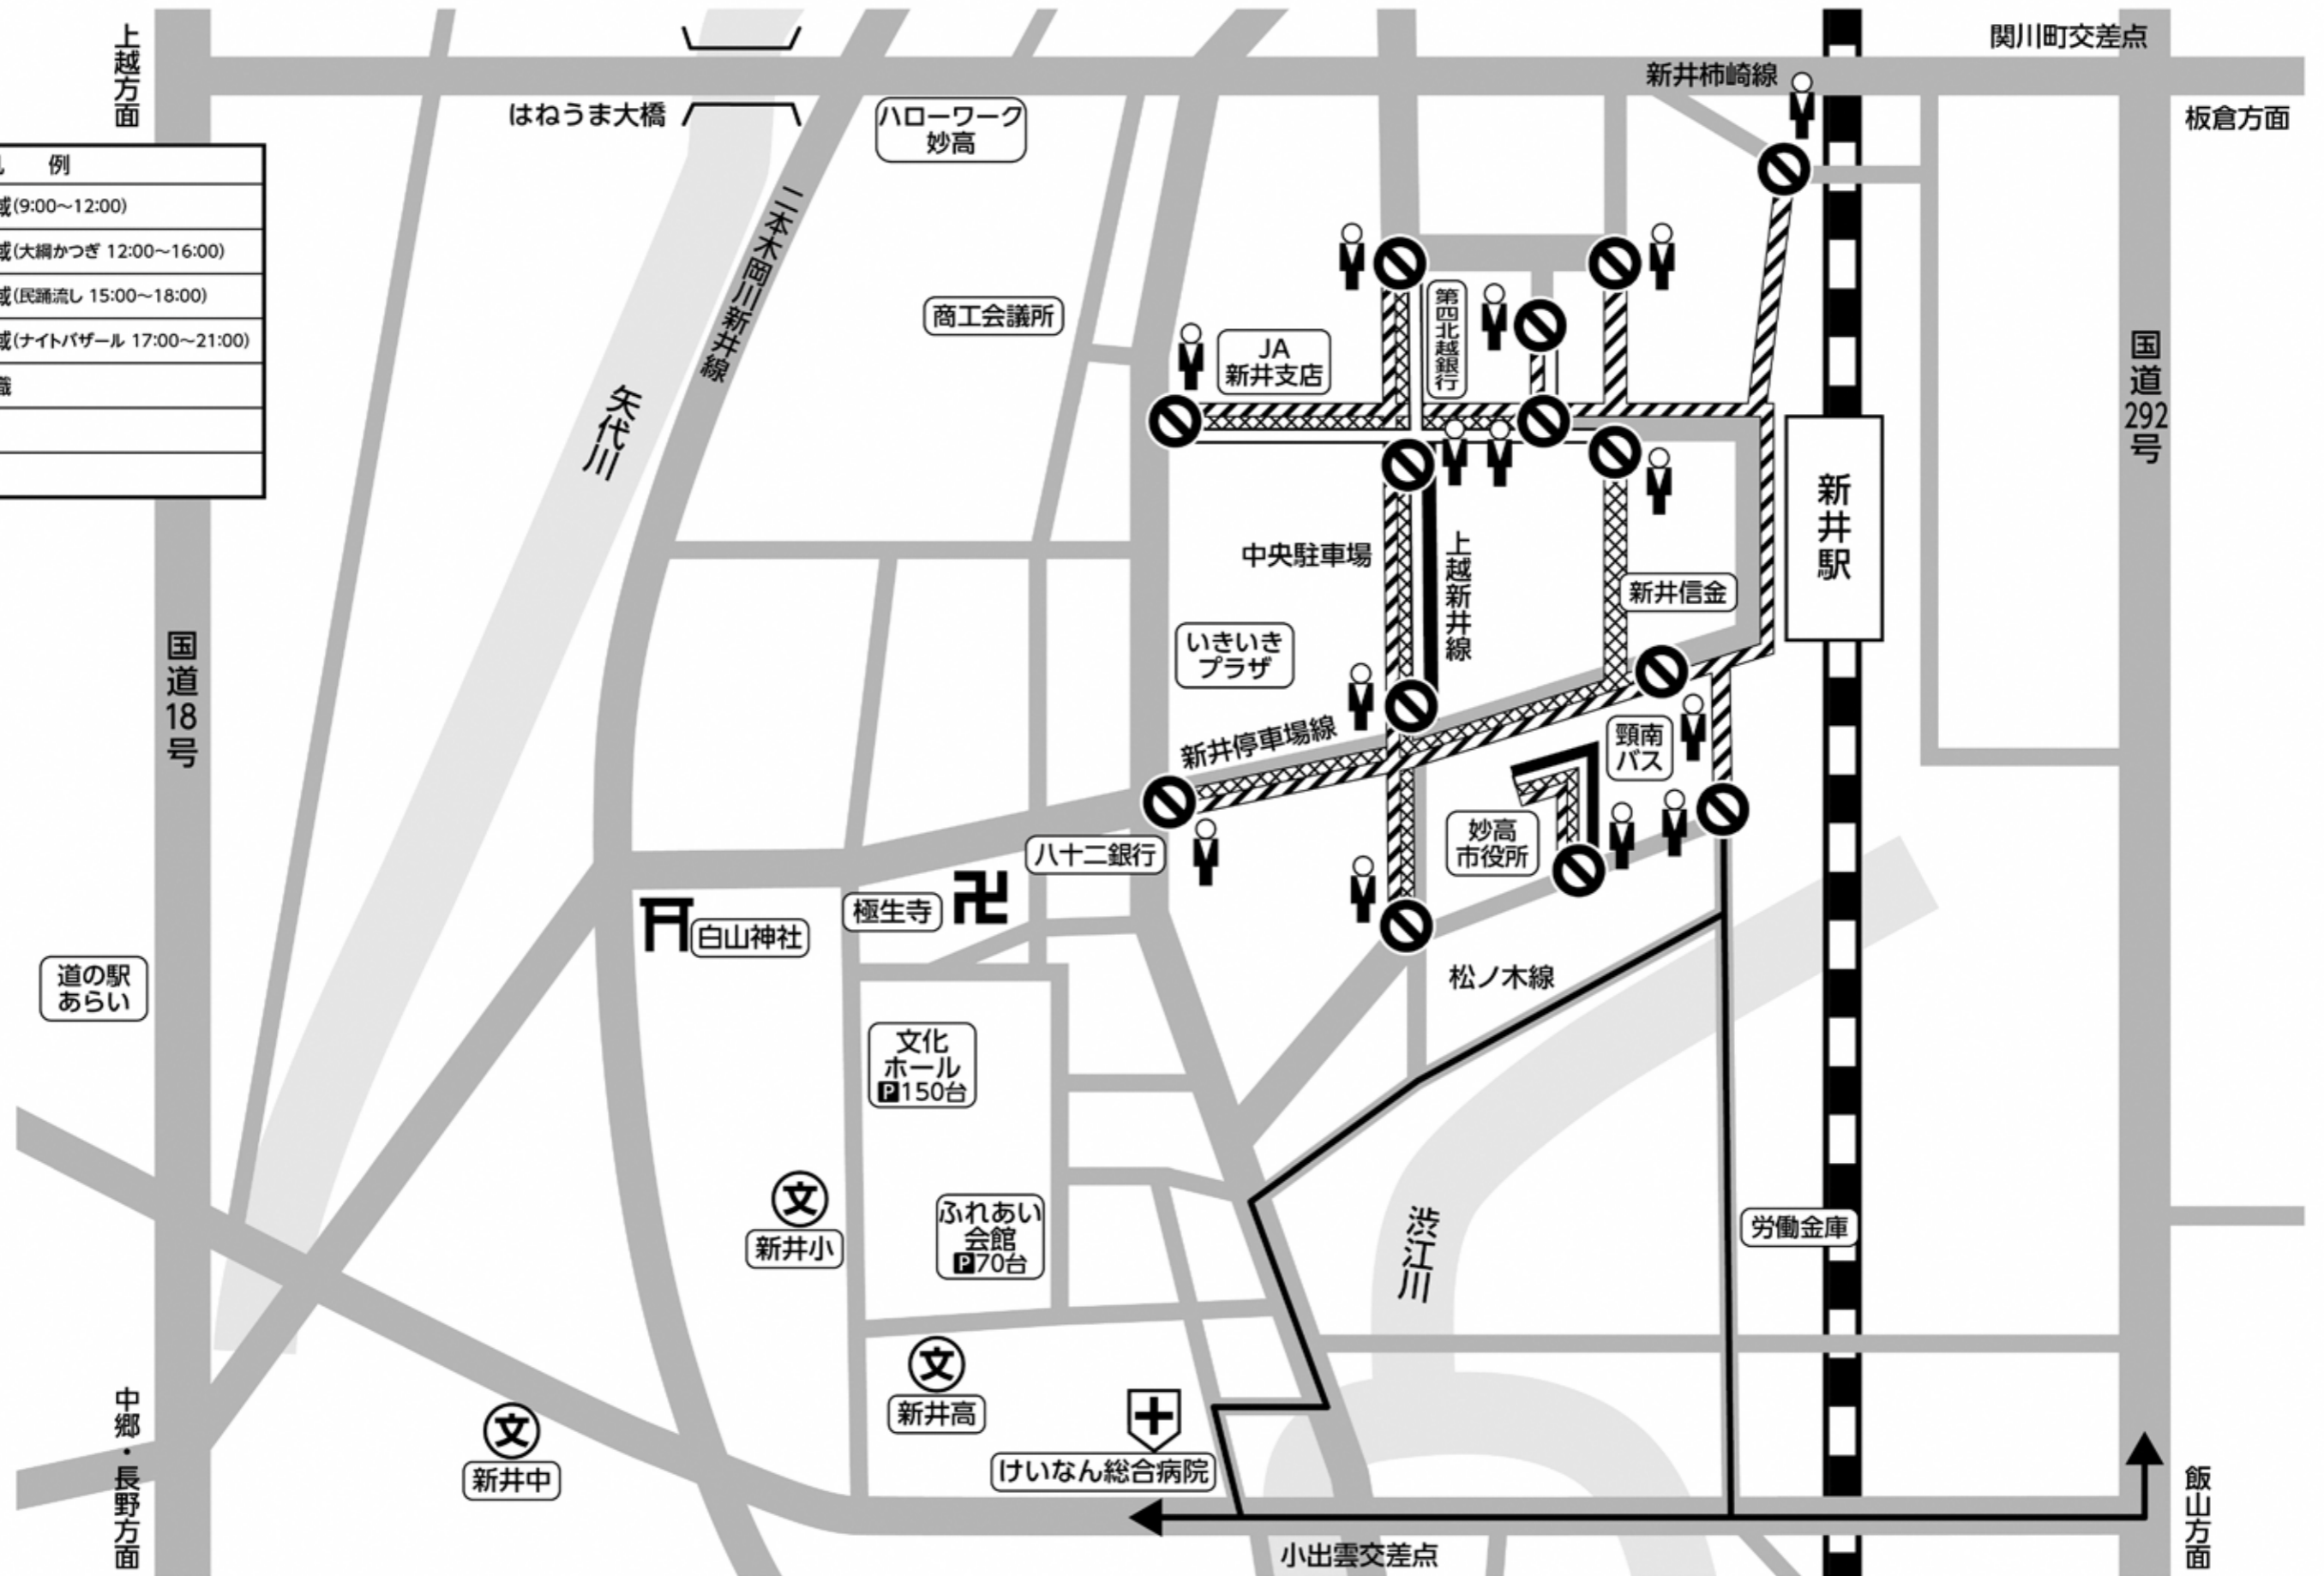 上越方面
関川町交差点
新井柿崎線
はねうま大橋
板倉方面
ハローワーク
妙高
例
域(9:00〜12:00)
域(大綱かつぎ 12:00〜16:00)
域(民踊流し 15:00〜18:00)
域(ナイトバザール 17:00〜21:00)
識
二本木岡川新井線
商工会議所
JA
新井支店
第四北越銀行
国道292号
矢代川
新井駅
中央駐車場
上越新井線
新井信金
いきいき
プラザ
国道18号
新井停車場線
頸南
バス
妙高
市役所
八十二銀行
極生寺
白山神社
道の駅
あらい
松ノ木線
文化
ホール
P150台
文
新井小
ふれあい
会館
P70台
渋江川
労働金庫
文
新井高
文
新井中
けいなん総合病院
中郷・長野方面
飯山方面
小出雲交差点